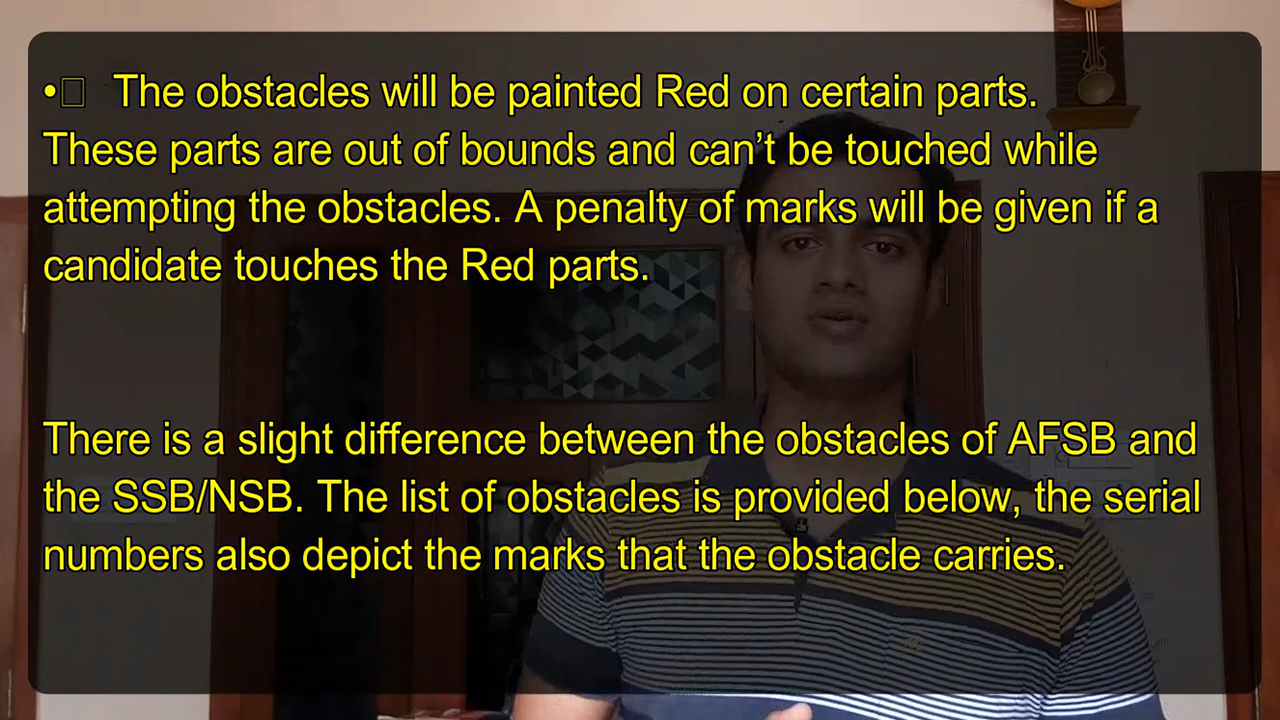 •□ The obstacles will be painted Red on certain parts.
These parts are out of bounds and can’t be touched while
attempting the obstacles. A penalty of marks will be given if a
candidate touches the Red parts.
There is a slight difference between the obstacles of AFSB and
the SSB/NSB. The list of obstacles is provided below, the serial
numbers also depict the marks that the obstacle carries.